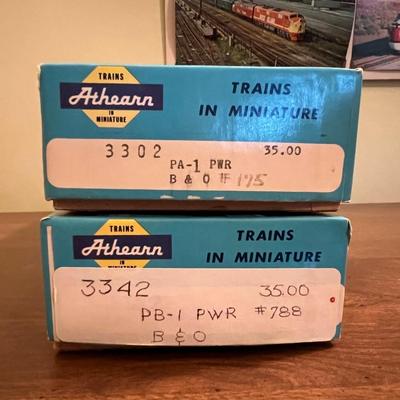 TRAINS
Athearn
IN
MINIATURE
TRAINS
IN MINIATURE
3302 35.00
PA-1 PWR
B & O # 175
TRAINS
Athearn
IN
MINIATURE
TRAINS
IN MINIATURE
3342 35.00
PB-1 PWR #788
B & O